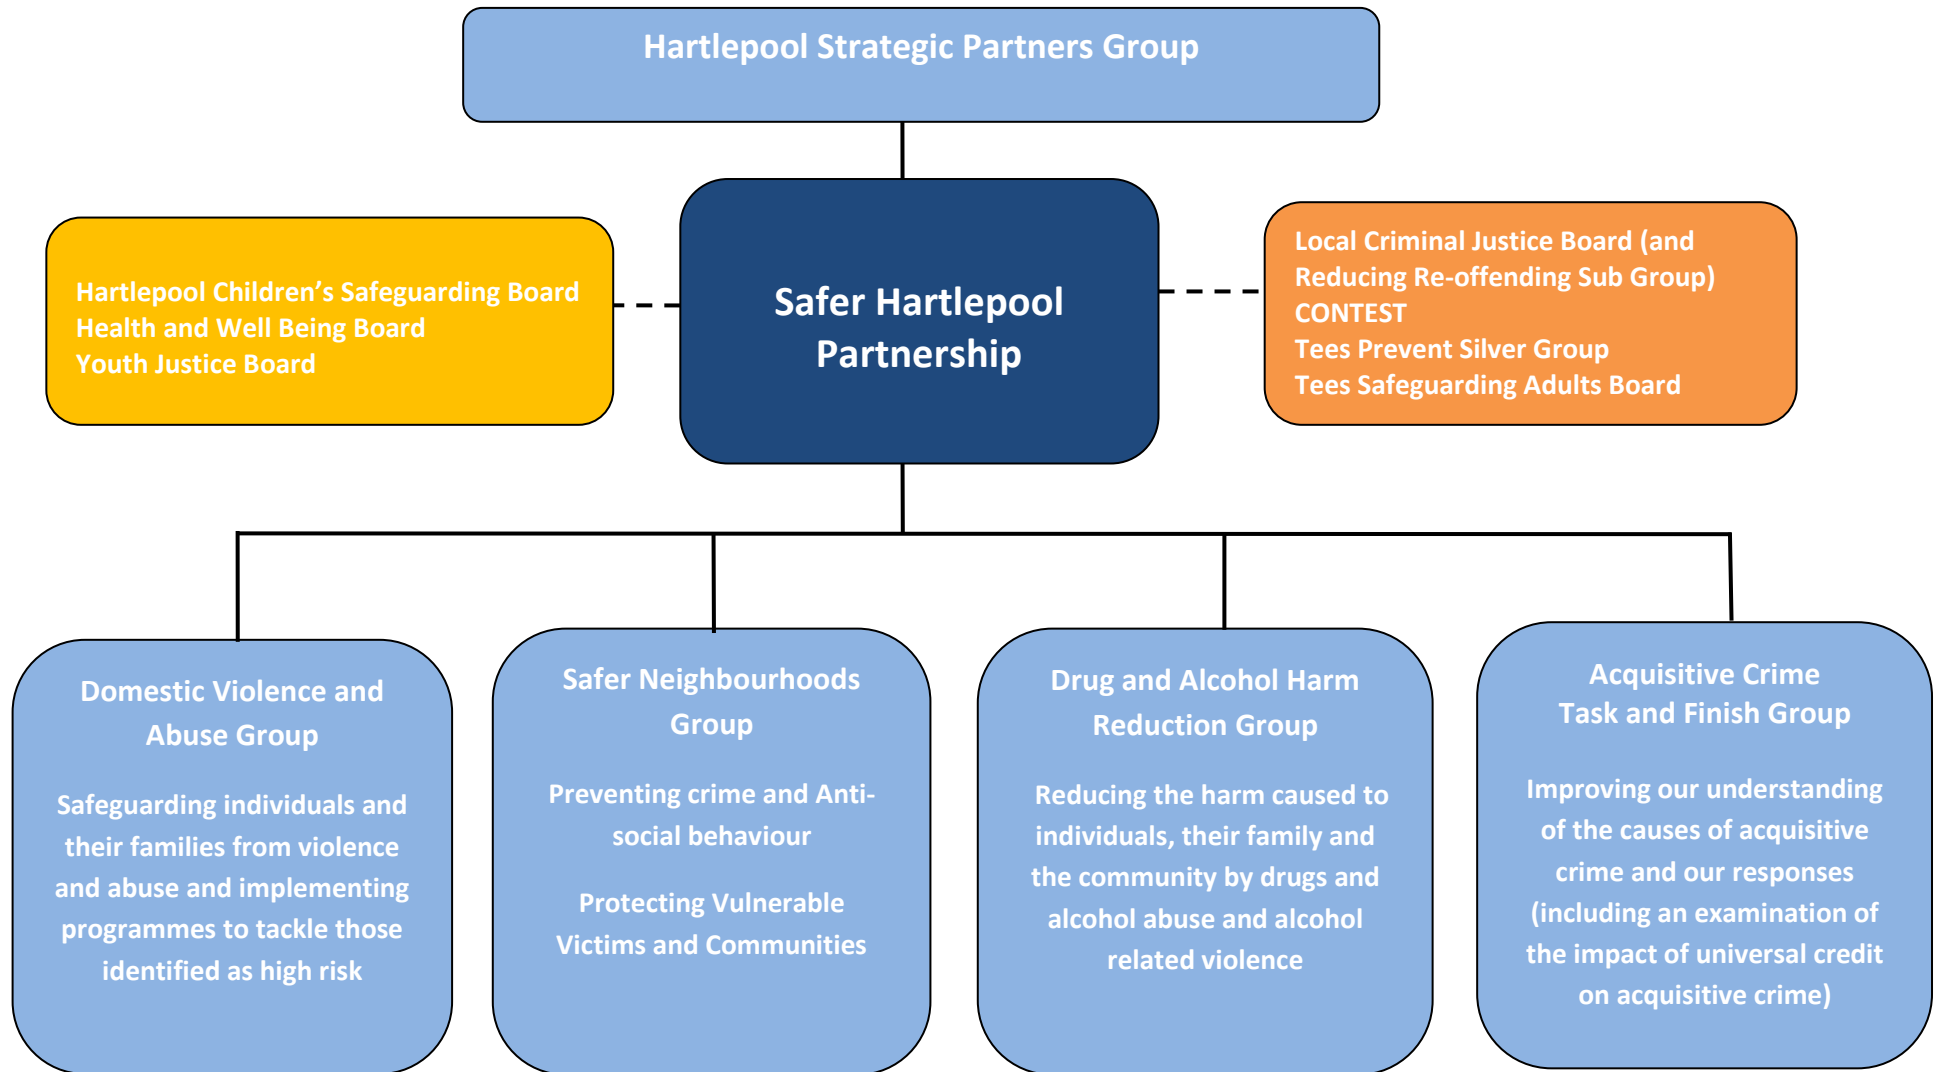 Hartlepool Strategic Partners Group
Hartlepool Children’s Safeguarding Board
Health and Well Being Board
Youth Justice Board
Safer Hartlepool
Partnership
Local Criminal Justice Board (and
Reducing Re-offending Sub Group)
CONTEST
Tees Prevent Silver Group
Tees Safeguarding Adults Board
Domestic Violence and
Abuse Group
Safeguarding individuals and
their families from violence
and abuse and implementing
programmes to tackle those
identified as high risk
Safer Neighbourhoods
Group
Preventing crime and Anti-
social behaviour
Protecting Vulnerable
Victims and Communities
Drug and Alcohol Harm
Reduction Group
Reducing the harm caused to
individuals, their family and
the community by drugs and
alcohol abuse and alcohol
related violence
Acquisitive Crime
Task and Finish Group
Improving our understanding
of the causes of acquisitive
crime and our responses
(including an examination of
the impact of universal credit
on acquisitive crime)